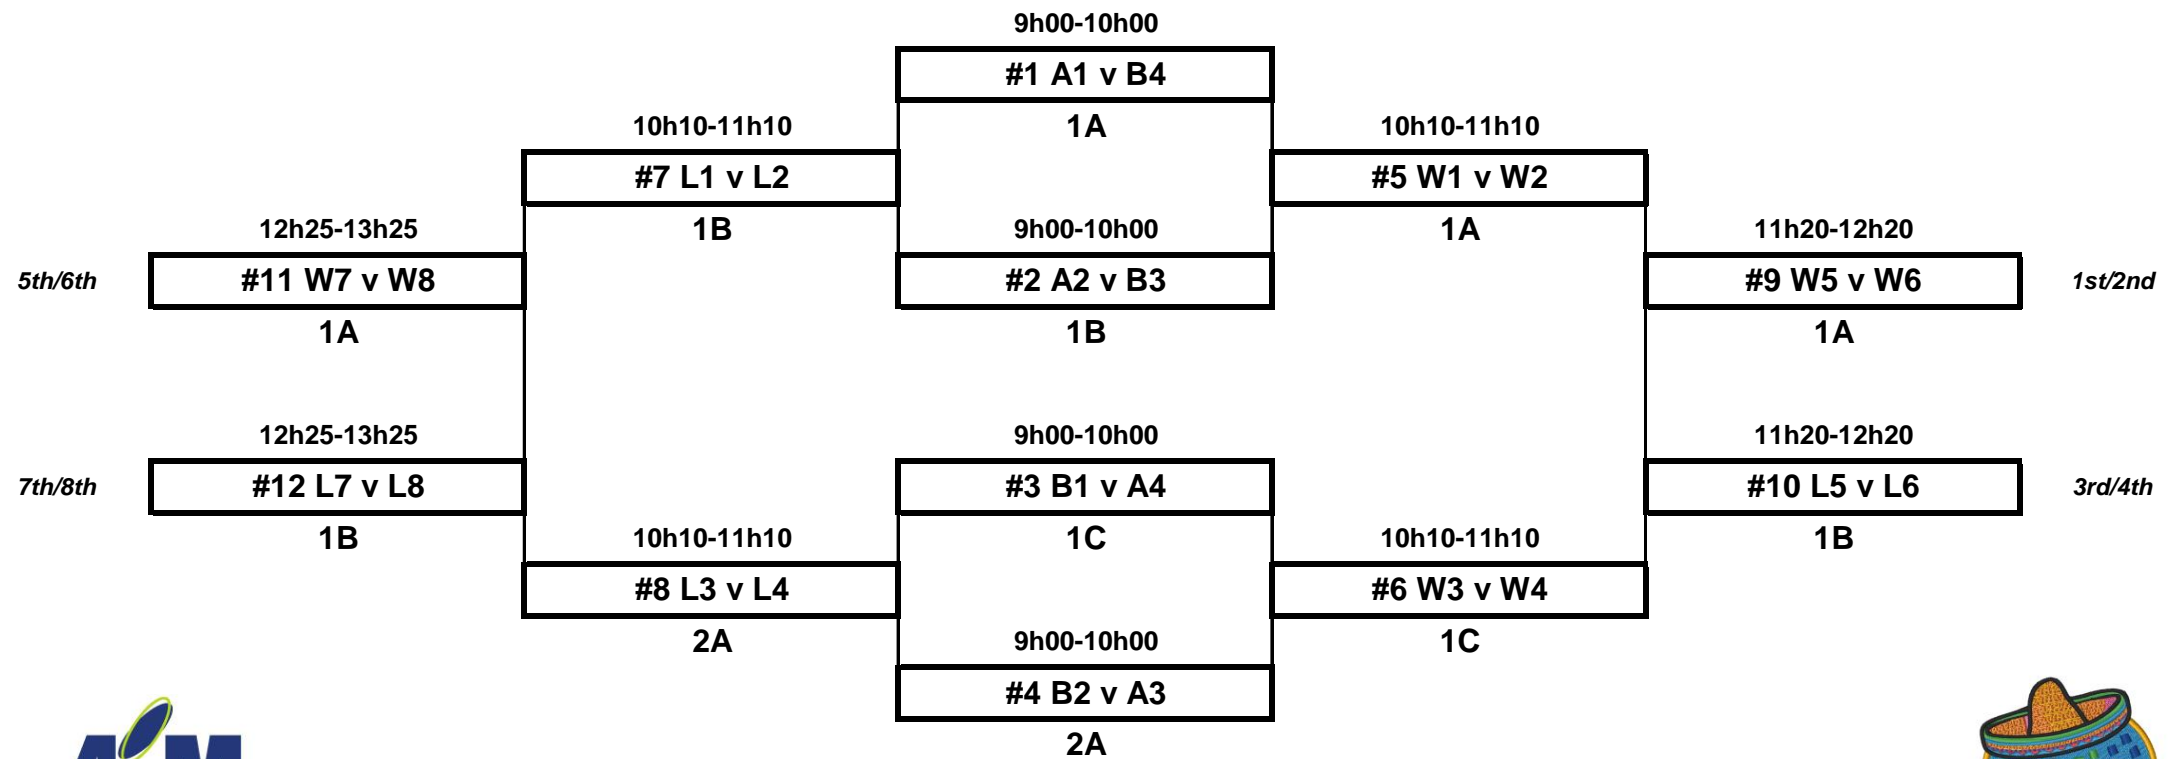 9h00-10h00
#1 A1 v B4
1A
10h10-11h10
10h10-11h10
#7 L1 v L2
#5 W1 v W2
1B
1A
12h25-13h25
9h00-10h00
11h20-12h20
5th/6th
#11 W7 v W8
#2 A2 v B3
#9 W5 v W6
1st/2nd
1A
1B
1A
12h25-13h25
9h00-10h00
11h20-12h20
7th/8th
#12 L7 v L8
#3 B1 v A4
#10 L5 v L6
3rd/4th
1B
1C
1B
10h10-11h10
10h10-11h10
#8 L3 v L4
#6 W3 v W4
2A
1C
9h00-10h00
#4 B2 v A3
2A